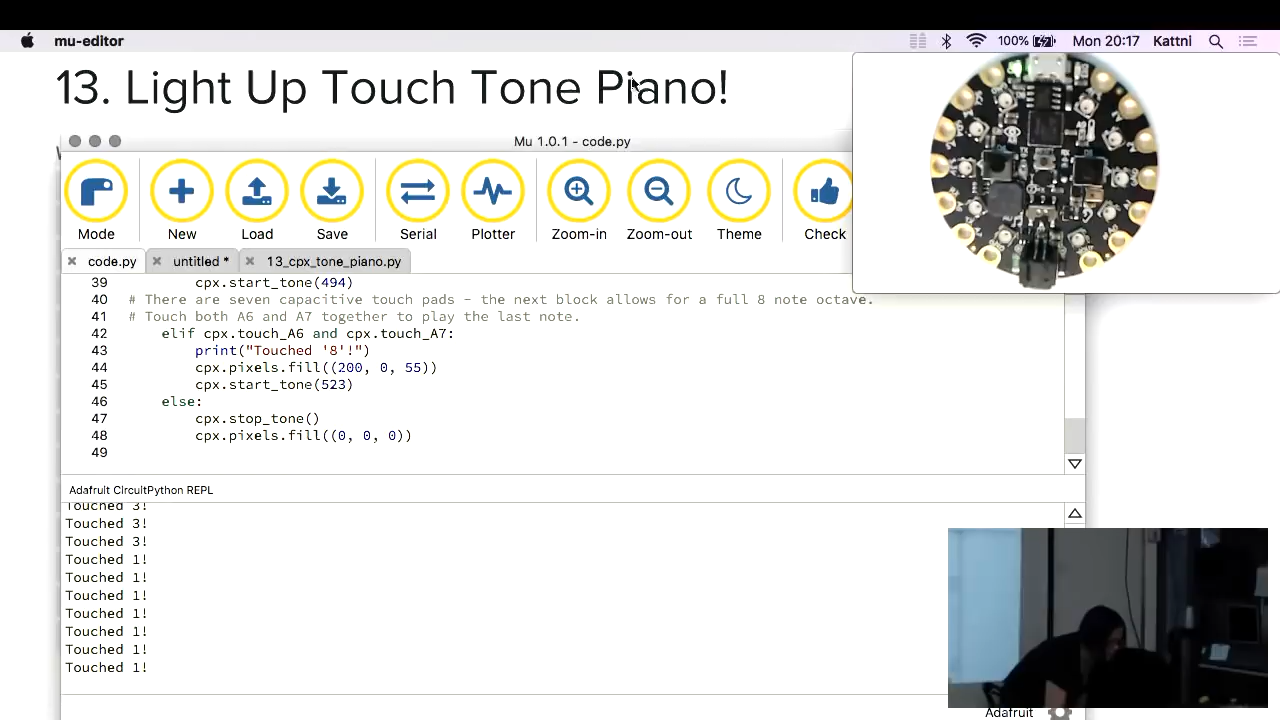 mu-editor
100%
Mon 20:17
Kattni
13. Light Up Touch Tone Piano!
Mu 1.0.1 - code.py
Mode
New
Load
Save
Serial
Plotter
Zoom-in
Zoom-out
Theme
Check
code.py
untitled *
13_cpx_tone_piano.py
39 cpx.start_tone(494)
40 # There are seven capacitive touch pads - the next block allows for a full 8 note octave.
41 # Touch both A6 and A7 together to play the last note.
42 elif cpx.touch_A6 and cpx.touch_A7:
43 print("Touched '8'!")
44 cpx.pixels.fill((200, 0, 55))
45 cpx.start_tone(523)
46 else:
47 cpx.stop_tone()
48 cpx.pixels.fill((0, 0, 0))
49
Adafruit CircuitPython REPL
Touched 3!
Touched 3!
Touched 3!
Touched 1!
Touched 1!
Touched 1!
Touched 1!
Touched 1!
Touched 1!
Touched 1!
Adafruit